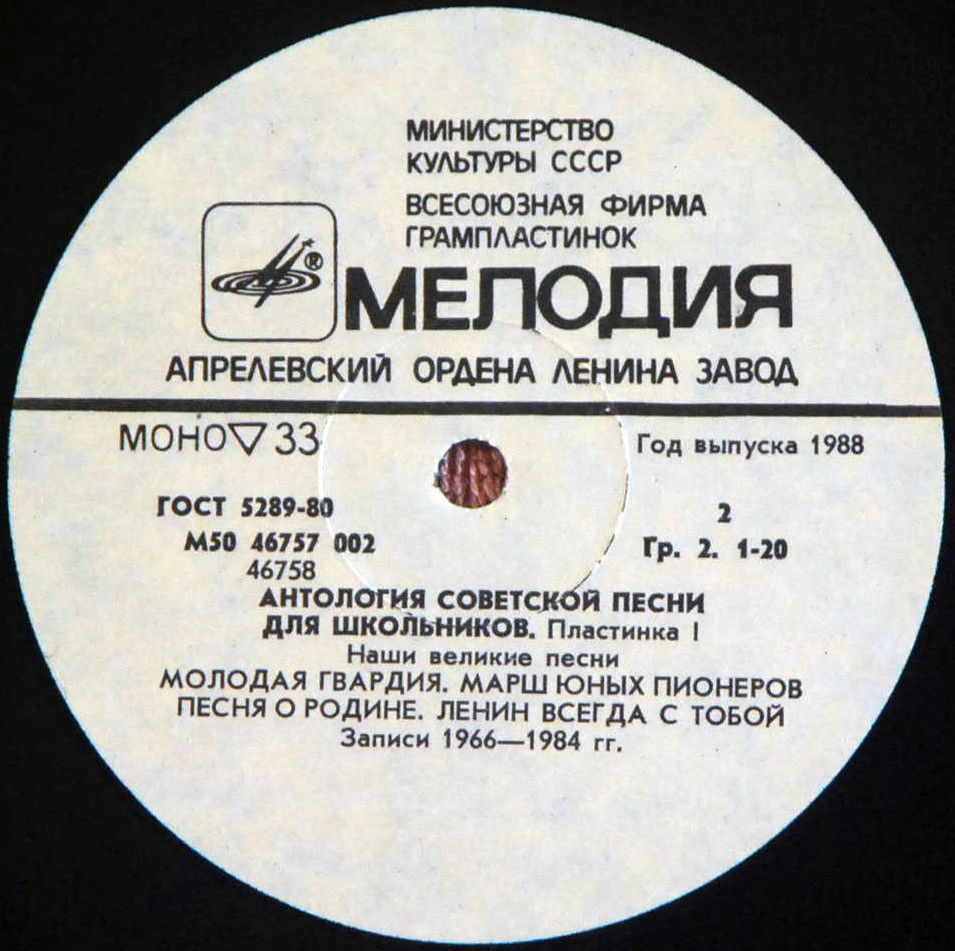 МИНИСТЕРСТВО
КУЛЬТУРЫ СССР
ВСЕСОЮЗНАЯ ФИРМА
ГРАМПЛАСТИНОК
®
МЕЛОДИЯ
АПРЕЛЕВСКИЙ ОРДЕНА ЛЕНИНА ЗАВОД
МОНО▽33
Год выпуска 1988
ГОСТ 5289-80
2
М50 46757 002
Гр. 2. 1-20
46758
АНТОЛОГИЯ СОВЕТСКОЙ ПЕСНИ
ДЛЯ ШКОЛЬНИКОВ. Пластинка I
Наши великие песни
МОЛОДАЯ ГВАРДИЯ. МАРШ ЮНЫХ ПИОНЕРОВ
ПЕСНЯ О РОДИНЕ. ЛЕНИН ВСЕГДА С ТОБОЙ
Записи 1966—1984 гг.